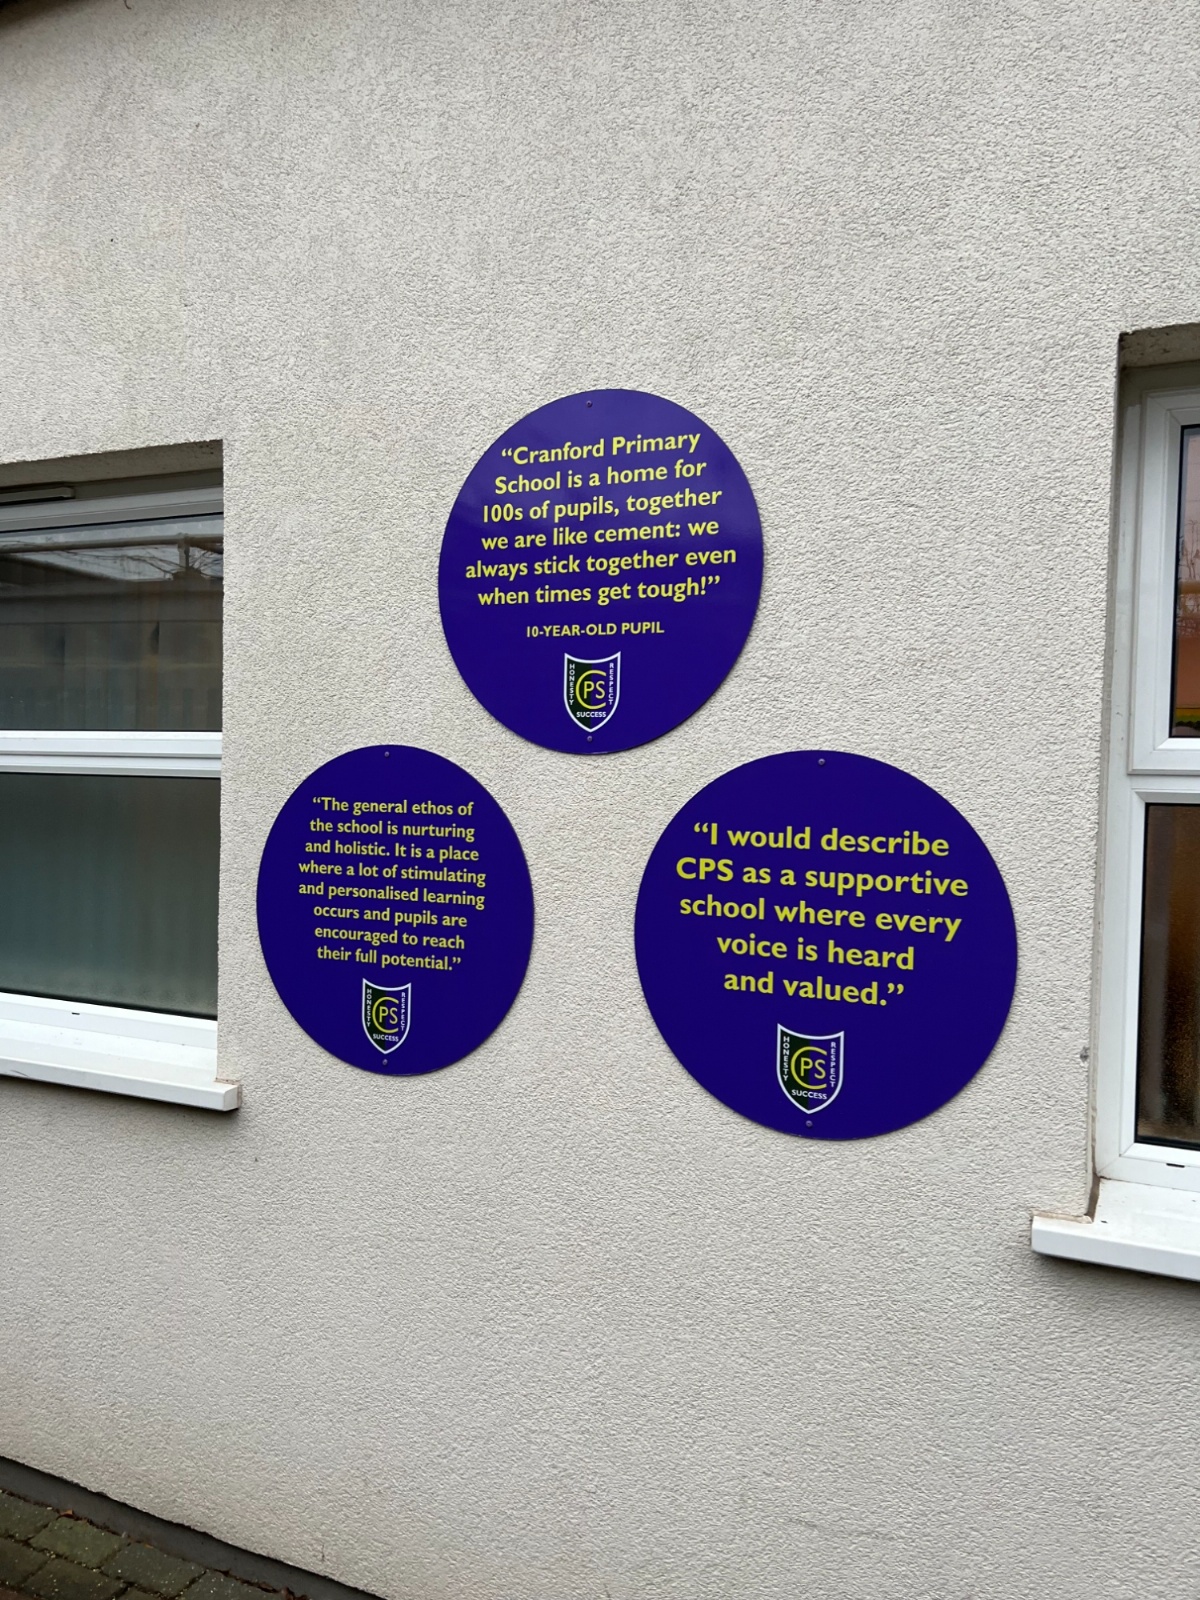 “Cranford Primary
School is a home for
100s of pupils, together
we are like cement: we
always stick together even
when times get tough!”
10-YEAR-OLD PUPIL
HONESTY
RESPECT
CPS
SUCCESS
“The general ethos of
the school is nurturing
and holistic. It is a place
where a lot of stimulating
and personalised learning
occurs and pupils are
encouraged to reach
their full potential.”
HONESTY
RESPECT
CPS
SUCCESS
“I would describe
CPS as a supportive
school where every
voice is heard
and valued.”
HONESTY
RESPECT
CPS
SUCCESS